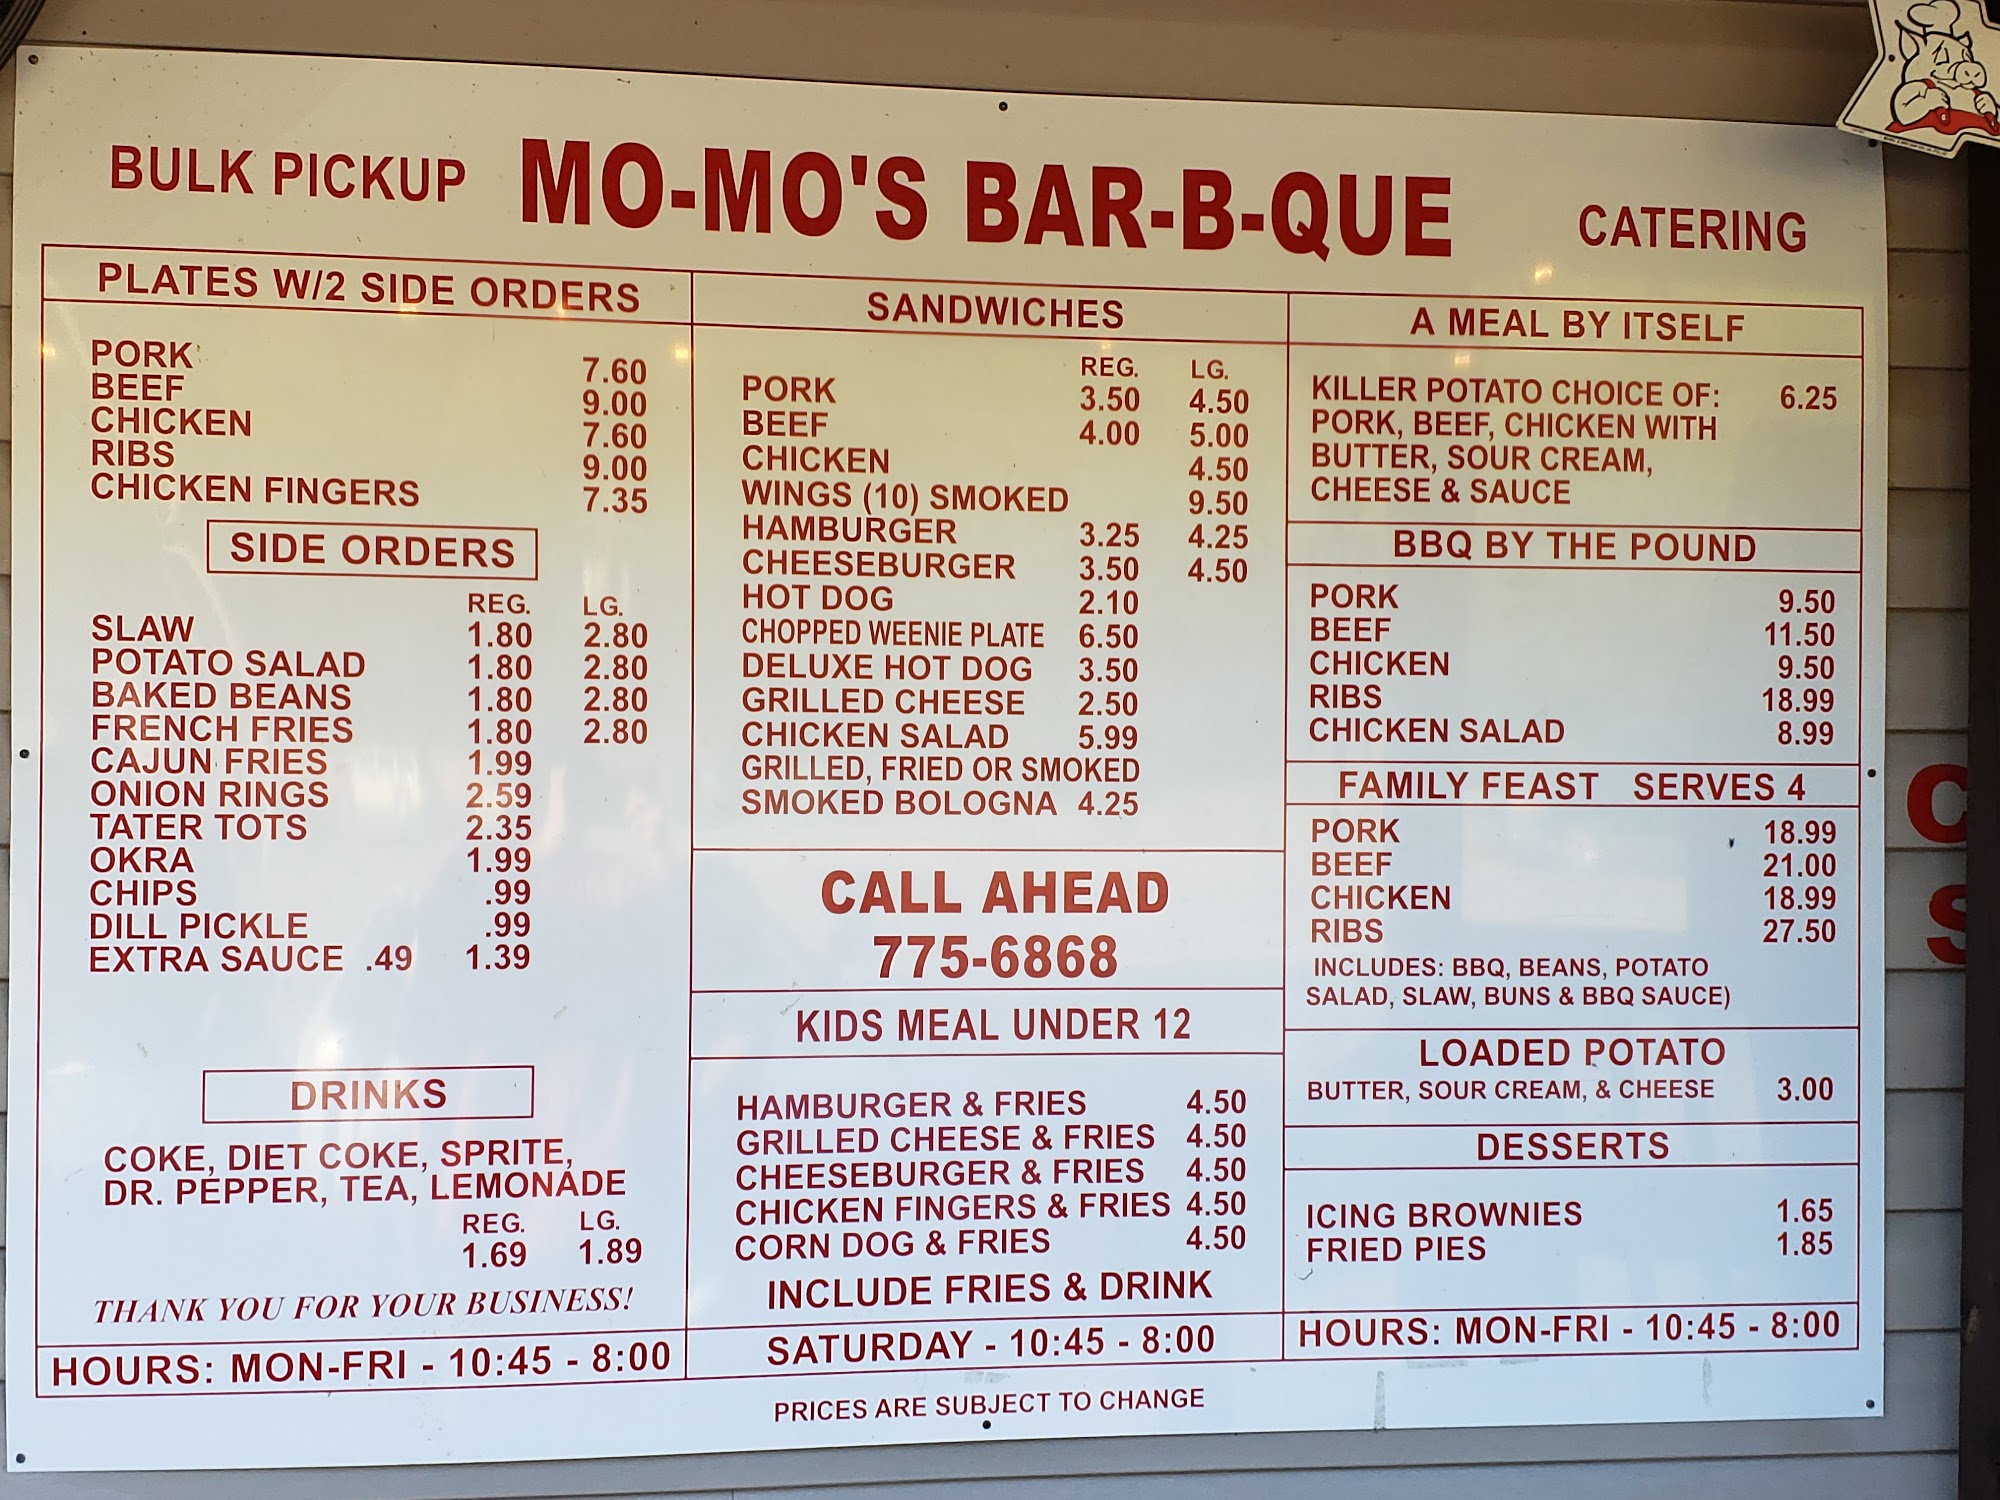 BULK PICKUP MO-MO'S BAR-B-QUE CATERING
PLATES W/2 SIDE ORDERS
PORK 7.60
BEEF 9.00
CHICKEN 7.60
RIBS 9.00
CHICKEN FINGERS 7.35
SIDE ORDERS
REG. LG.
SLAW 1.80 2.80
POTATO SALAD 1.80 2.80
BAKED BEANS 1.80 2.80
FRENCH FRIES 1.80 2.80
CAJUN FRIES 1.99
ONION RINGS 2.59
TATER TOTS 2.35
OKRA 1.99
CHIPS .99
DILL PICKLE .99
EXTRA SAUCE .49 1.39
DRINKS
COKE, DIET COKE, SPRITE,
DR. PEPPER, TEA, LEMONADE
REG. LG.
1.69 1.89
THANK YOU FOR YOUR BUSINESS!
HOURS: MON-FRI - 10:45 - 8:00
SANDWICHES
REG. LG.
PORK 3.50 4.50
BEEF 4.00 5.00
CHICKEN 4.50
WINGS (10) SMOKED 9.50
HAMBURGER 3.25 4.25
CHEESEBURGER 3.50 4.50
HOT DOG 2.10
CHOPPED WEENIE PLATE 6.50
DELUXE HOT DOG 3.50
GRILLED CHEESE 2.50
CHICKEN SALAD 5.99
GRILLED, FRIED OR SMOKED
SMOKED BOLOGNA 4.25
CALL AHEAD
775-6868
KIDS MEAL UNDER 12
HAMBURGER & FRIES 4.50
GRILLED CHEESE & FRIES 4.50
CHEESEBURGER & FRIES 4.50
CHICKEN FINGERS & FRIES 4.50
CORN DOG & FRIES 4.50
INCLUDE FRIES & DRINK
SATURDAY - 10:45 - 8:00
A MEAL BY ITSELF
KILLER POTATO CHOICE OF: 6.25
PORK, BEEF, CHICKEN WITH
BUTTER, SOUR CREAM,
CHEESE & SAUCE
BBQ BY THE POUND
PORK 9.50
BEEF 11.50
CHICKEN 9.50
RIBS 18.99
CHICKEN SALAD 8.99
FAMILY FEAST SERVES 4
PORK 18.99
BEEF 21.00
CHICKEN 18.99
RIBS 27.50
INCLUDES: BBQ, BEANS, POTATO
SALAD, SLAW, BUNS & BBQ SAUCE)
LOADED POTATO
BUTTER, SOUR CREAM, & CHEESE 3.00
DESSERTS
ICING BROWNIES 1.65
FRIED PIES 1.85
HOURS: MON-FRI - 10:45 - 8:00
PRICES ARE SUBJECT TO CHANGE
C
S